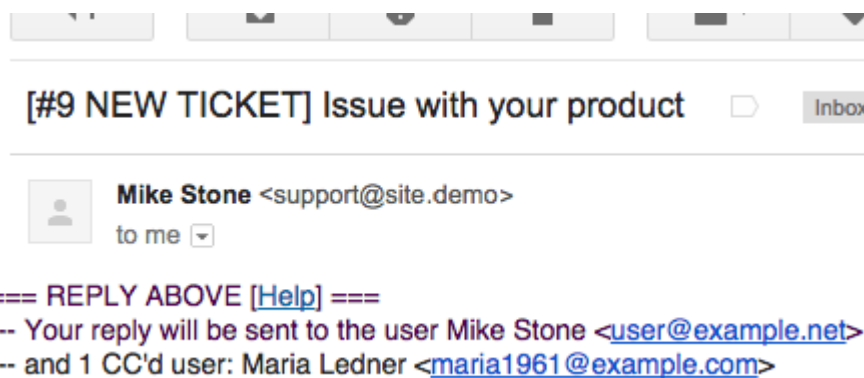 [#9 NEW TICKET] Issue with your product
Inbox
Mike Stone <support@site.demo>
to me
=== REPLY ABOVE [Help] ===
-- Your reply will be sent to the user Mike Stone <user@example.net>
-- and 1 CC'd user: Maria Ledner <maria1961@example.com>